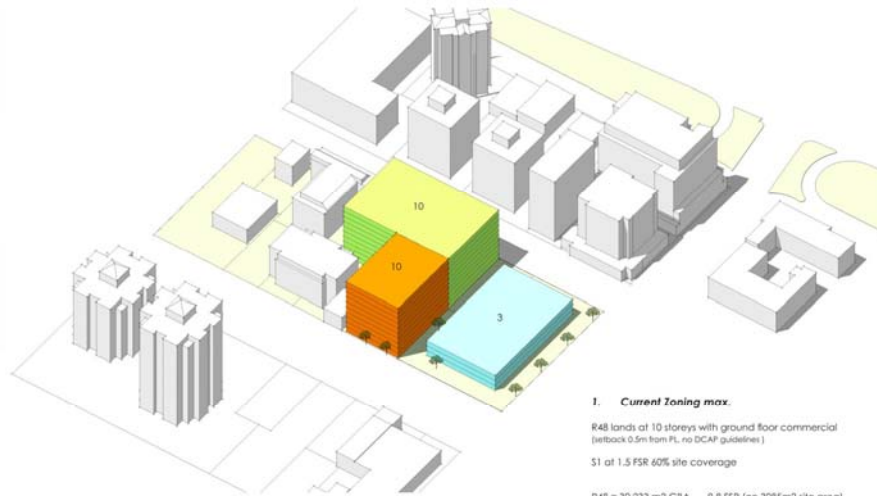 10
10
3
1. Current Zoning max.
R48 lands at 10 storeys with ground floor commercial
(setback 0.5m from PL, no DCAP guidelines )
S1 at 1.5 FSR 60% site coverage